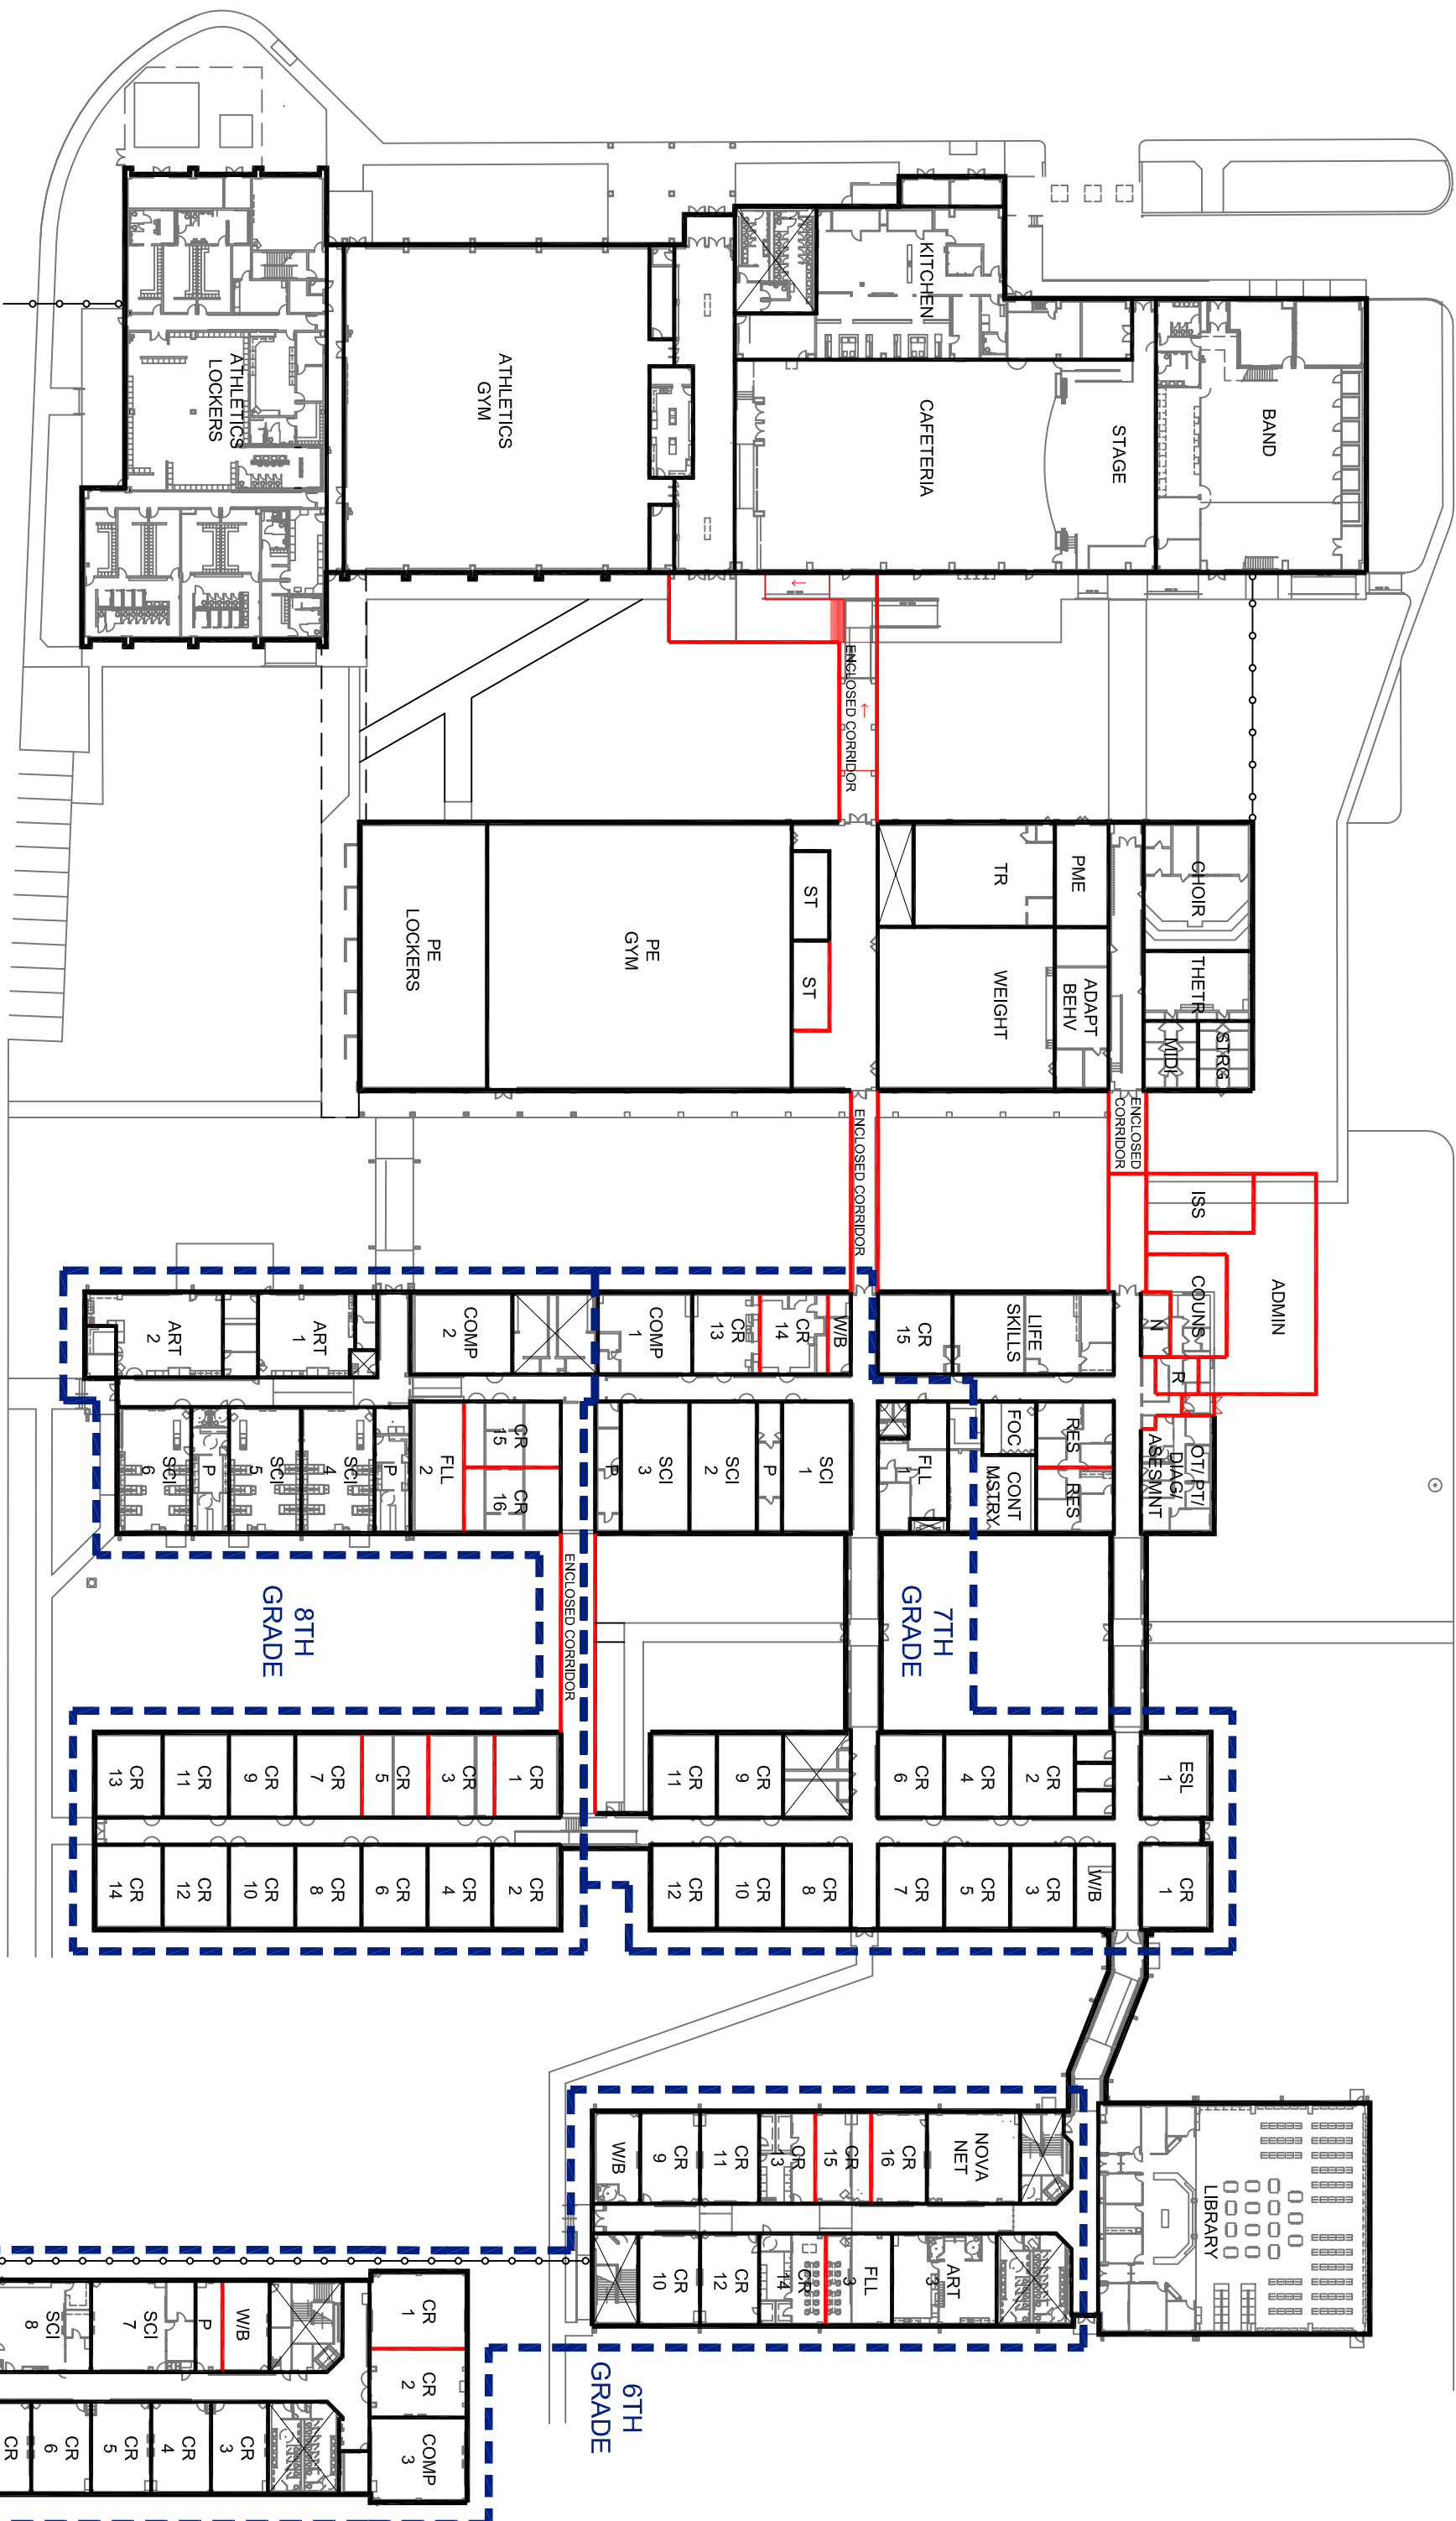 KITCHEN
BAND
STAGE
CAFETERIA
ATHLETICS
GYM
ATHLETICS
LOCKERS
ENCLOSED CORRIDOR
CHOIR
THETR
STRG
MIDI
PME
ADAPT
BEHV
TR
WEIGHT
ST
ST
PE
GYM
PE
LOCKERS
ENCLOSED
CORRIDOR
ENCLOSED CORRIDOR
ISS
ADMIN
COUNS
N
R
OT/ PT/
DIAG/
ASESMNT
LIFE
SKILLS
CR
15
W/B
CR
14
CR
13
COMP
1
COMP
2
ART
1
ART
2
RES
RES
FOC
CONT
MSTRY
FLL
1
SCI
1
P
SCI
2
SCI
3
P
CR
15
CR
16
FLL
2
P
SCI
4
SCI
5
P
SCI
6
ENCLOSED CORRIDOR
7TH
GRADE
8TH
GRADE
ESL
1
CR
2
CR
4
CR
6
CR
9
CR
11
CR
1
CR
3
CR
5
CR
7
CR
9
CR
11
CR
13
CR
1
W/B
CR
3
CR
5
CR
7
CR
8
CR
10
CR
12
CR
2
CR
4
CR
6
CR
8
CR
10
CR
12
CR
14
LIBRARY
NOVA
NET
CR
16
CR
15
CR
13
CR
11
CR
9
W/B
ART
3
FLL
3
CR
14
CR
12
CR
10
6TH
GRADE
CR
1
CR
2
COMP
3
W/B
P
SCI
7
SCI
8
CR
3
CR
4
CR
5
CR
6
CR